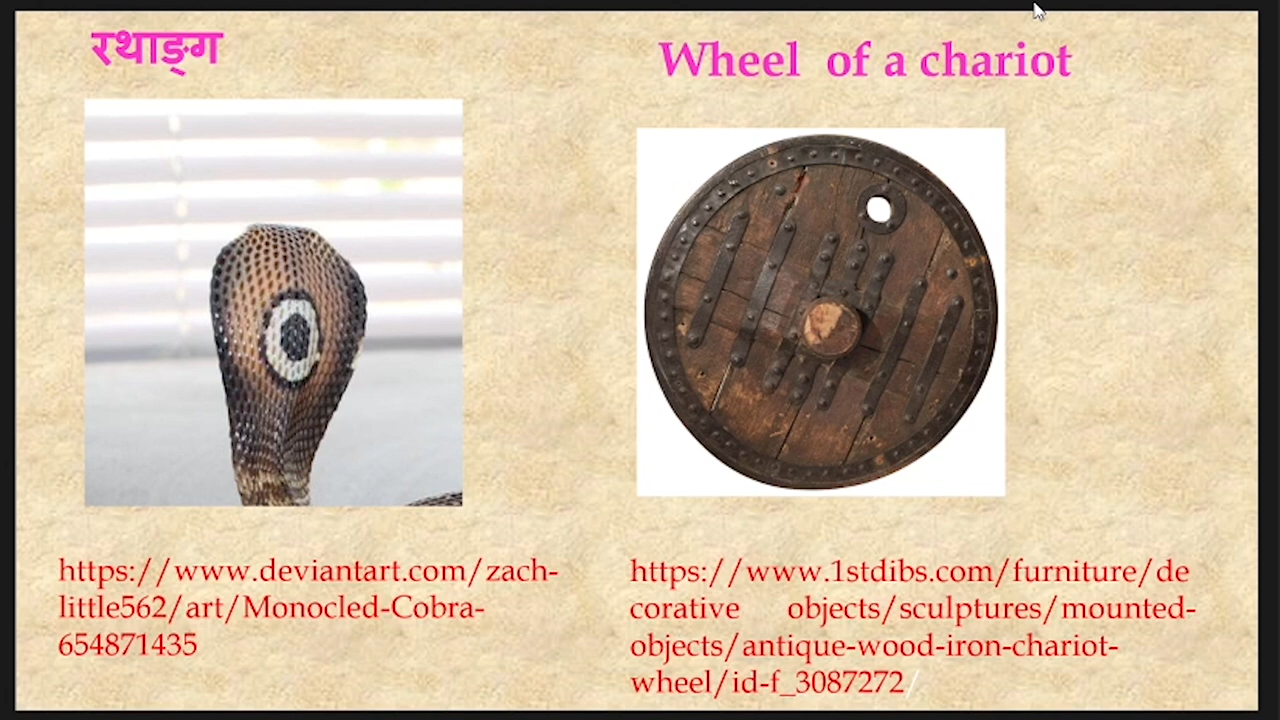 रथाङ्ग
Wheel of a chariot
https://www.deviantart.com/zach-
little562/art/Monocled-Cobra-
654871435
https://www.1stdibs.com/furniture/de
corative objects/sculptures/mounted-
objects/antique-wood-iron-chariot-
wheel/id-f_3087272/